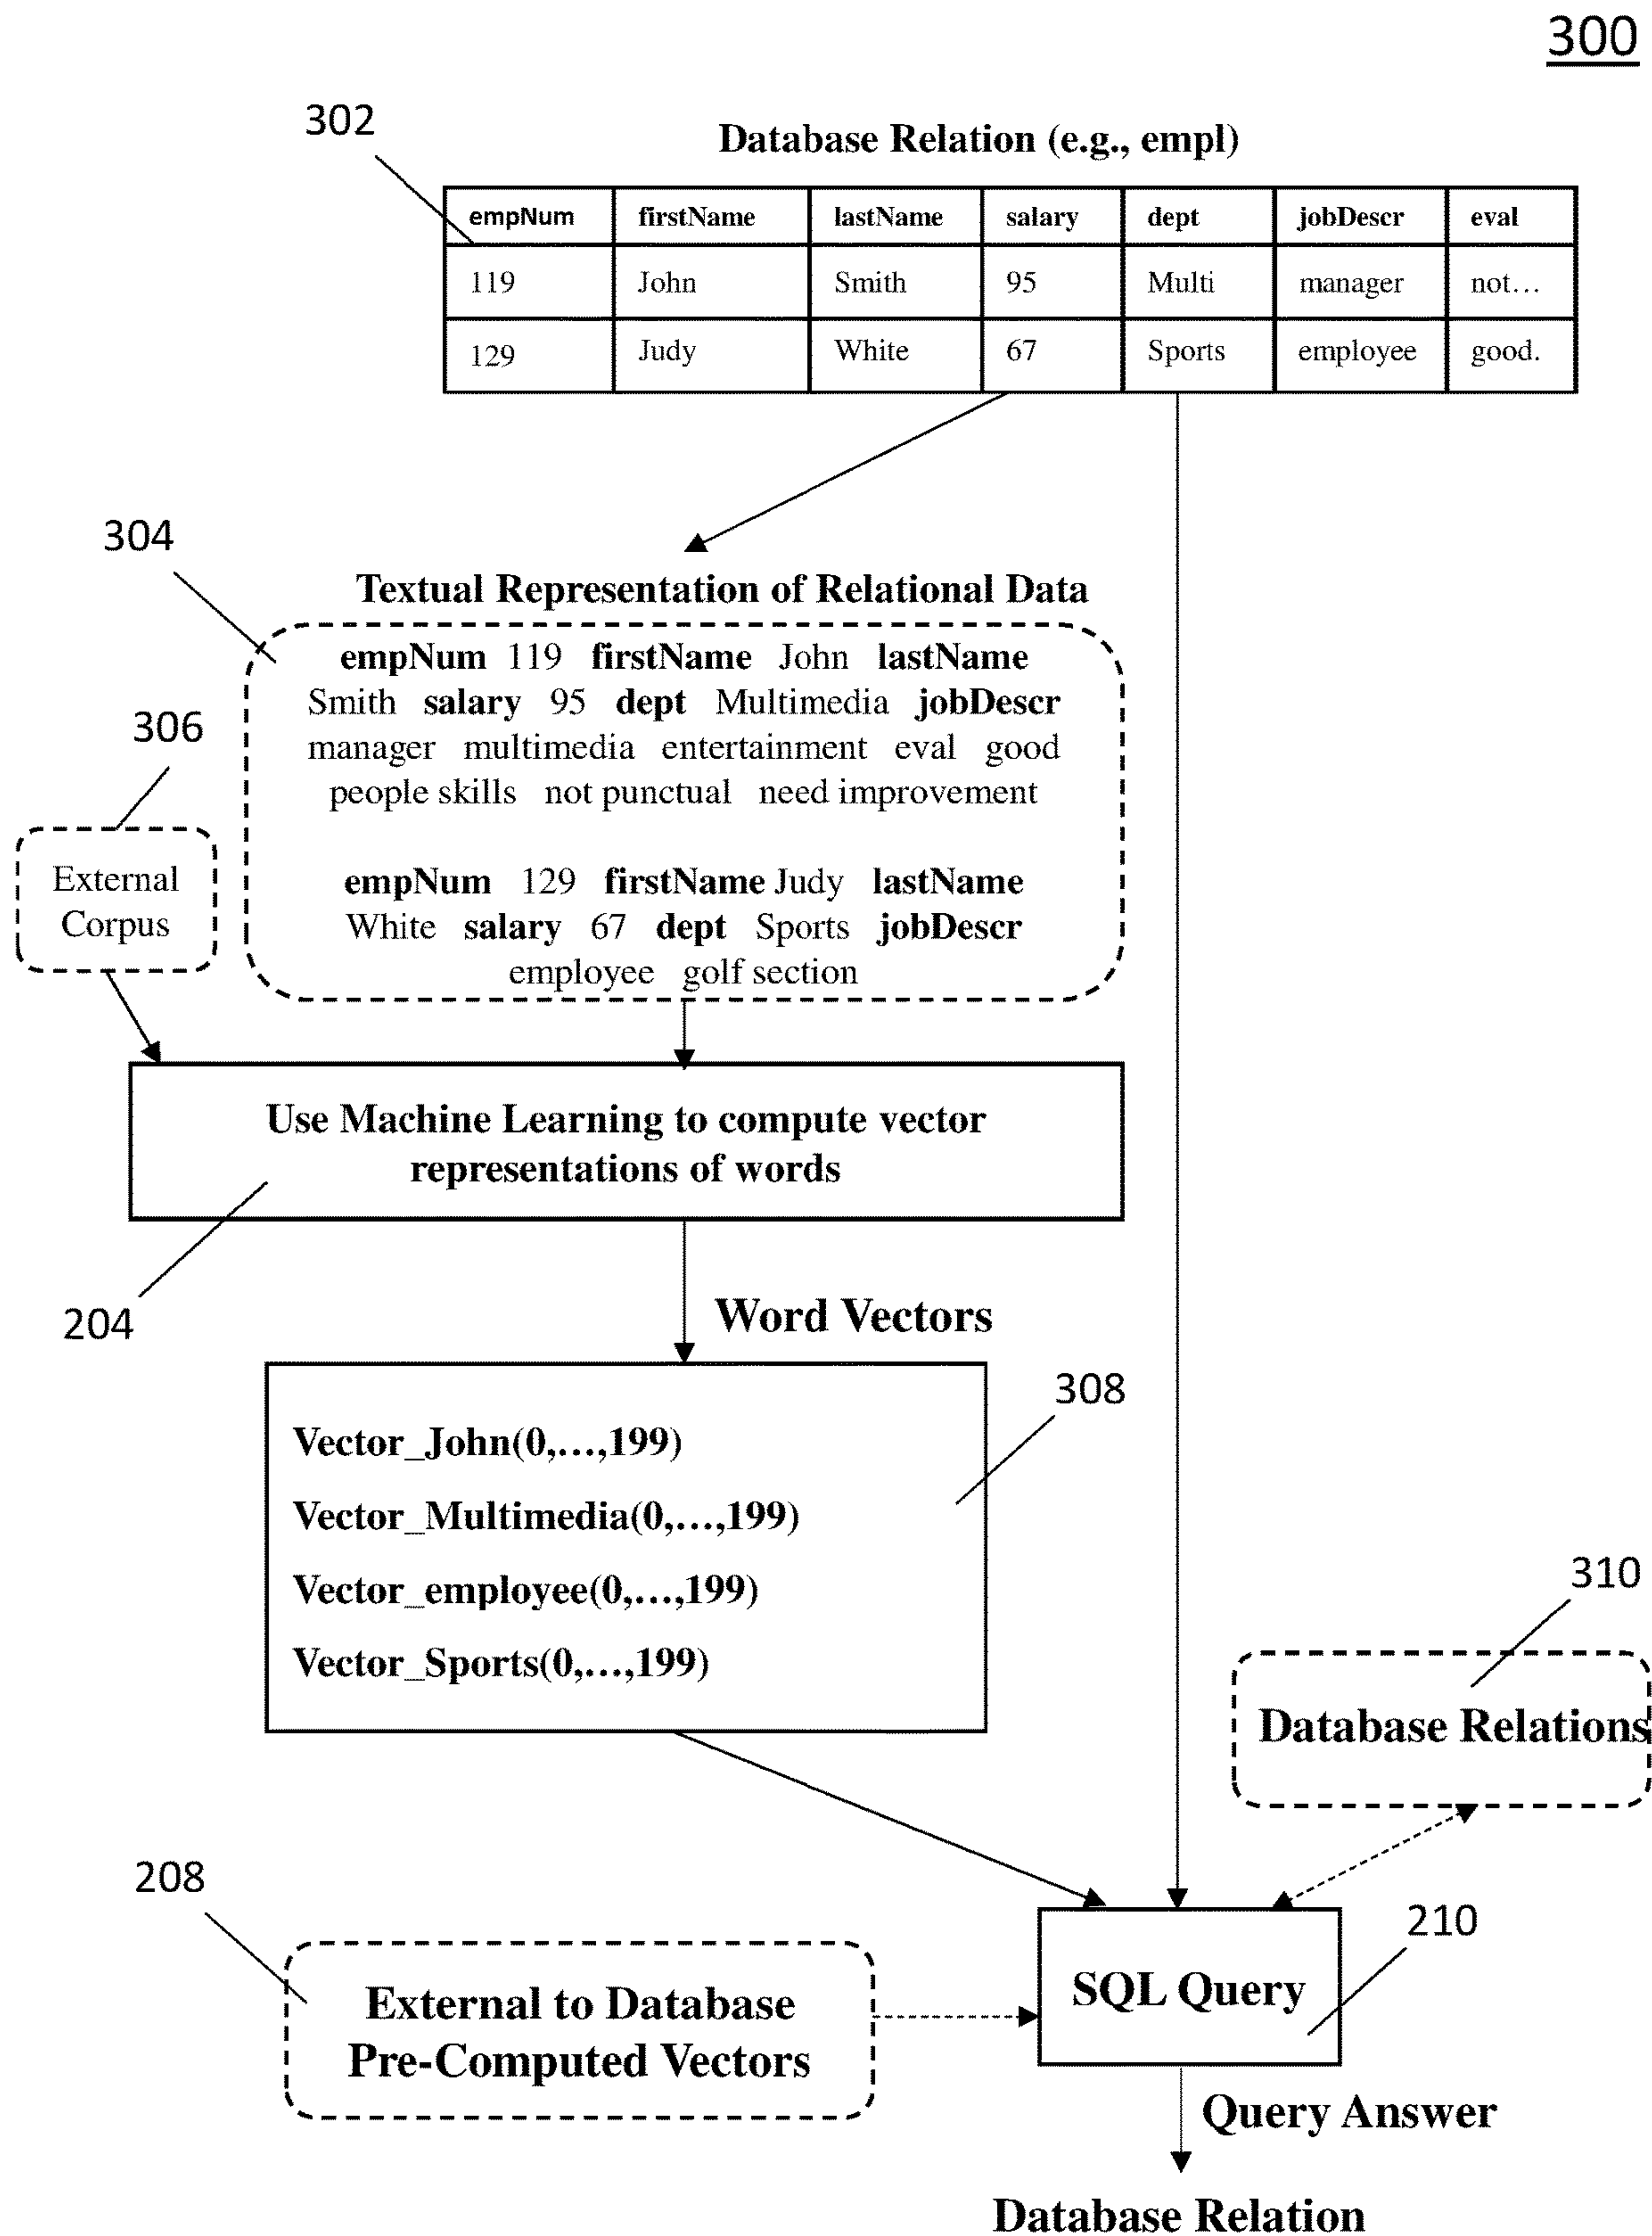 300
302
Database Relation (e.g., empl)
empNum firstName lastName salary dept jobDescr eval
119 John Smith 95 Multi manager not...
129 Judy White 67 Sports employee good.
304
Textual Representation of Relational Data
empNum 119 firstName John lastName
Smith salary 95 dept Multimedia jobDescr
manager multimedia entertainment eval good
people skills not punctual need improvement
306
External
Corpus
empNum 129 firstName Judy lastName
White salary 67 dept Sports jobDescr
employee golf section
Use Machine Learning to compute vector
representations of words
204
Word Vectors
308
Vector_John(0,...,199)
Vector_Multimedia(0,...,199)
Vector_employee(0,...,199)
Vector_Sports(0,...,199)
310
Database Relations
208
210
External to Database
Pre-Computed Vectors
SQL Query
Query Answer
Database Relation